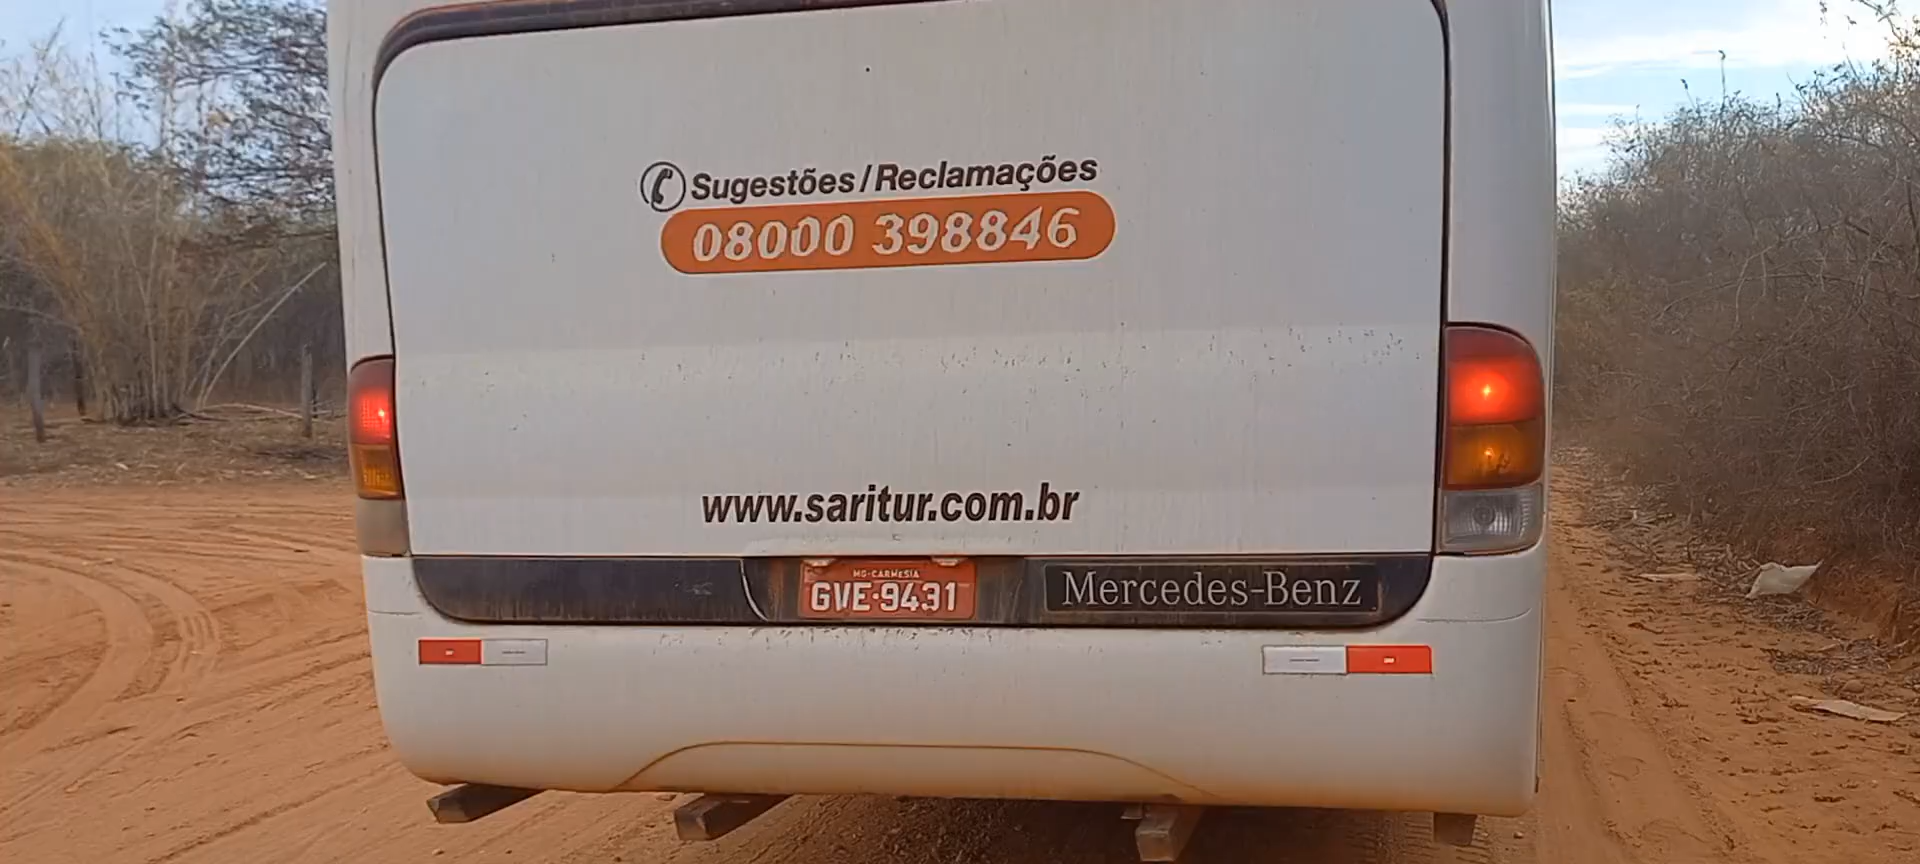 Sugestões/Reclamações
08000 398846
www.saritur.com.br
MG-CARMESIA
GVE·9431
Mercedes-Benz